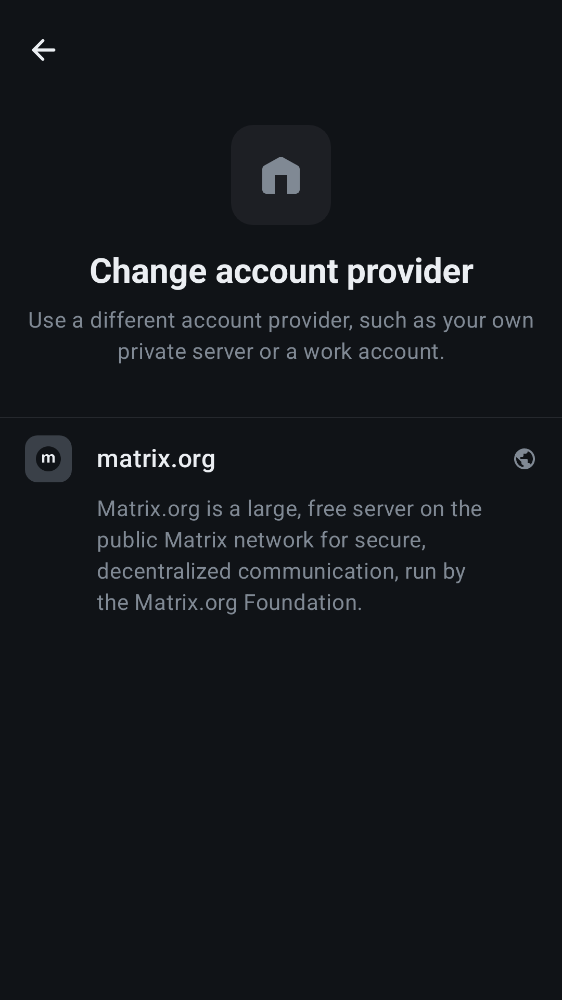 Change account provider
Use a different account provider, such as your own
private server or a work account.
m
matrix.org
Matrix.org is a large, free server on the
public Matrix network for secure,
decentralized communication, run by
the Matrix.org Foundation.